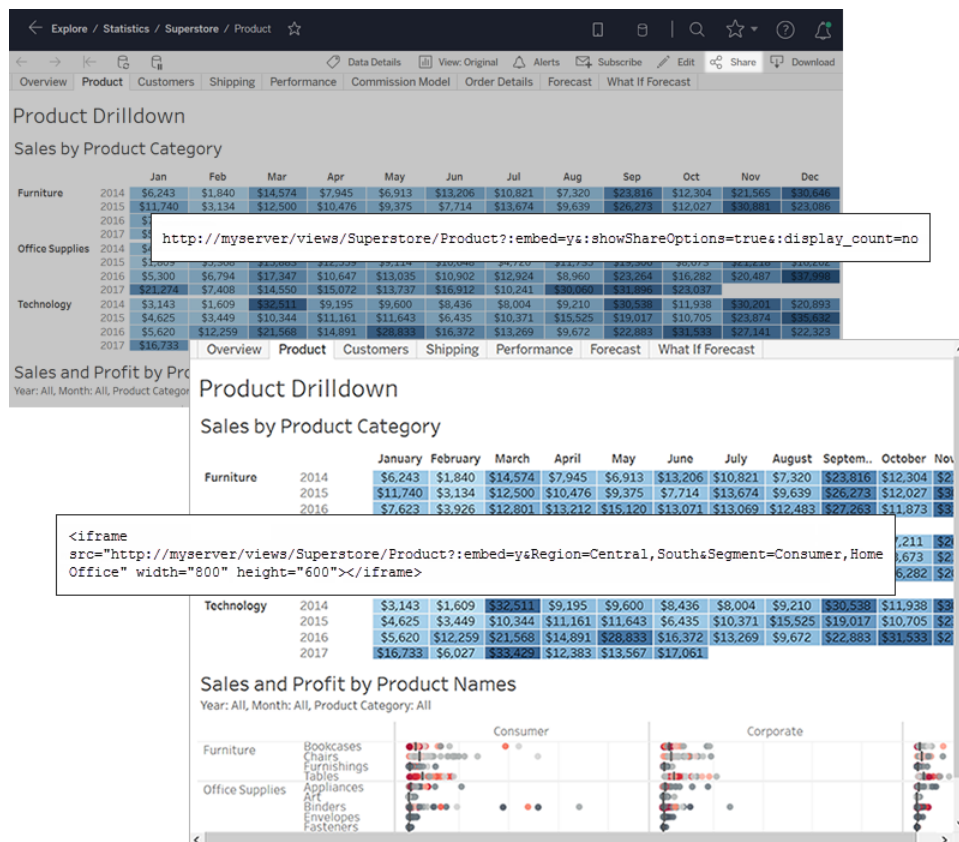 Explore / Statistics / Superstore / Product
Data Details View: Original Alerts Subscribe Edit Share Download
Overview Product Customers Shipping Performance Commission Model Order Details Forecast What If Forecast
Product Drilldown
Sales by Product Category
Jan Feb Mar Apr May Jun Jul Aug Sep Oct Nov Dec
Furniture 2014 $6,243 $1,840 $14,574 $7,945 $6,913 $13,206 $10,821 $7,320 $23,816 $12,304 $21,565 $30,646
2015 $11,740 $3,134 $12,500 $10,476 $9,375 $7,714 $13,674 $9,639 $26,273 $12,027 $30,881 $23,086
2016
2017
http://myserver/views/Superstore/Product?:embed=y&:showShareOptions=true&:display_count=no
Office Supplies 2014
2015
2016 $5,300 $6,794 $17,347 $10,647 $13,035 $10,902 $12,924 $8,960 $23,264 $16,282 $20,487 $37,998
2017 $21,274 $7,408 $14,550 $15,072 $13,737 $16,912 $10,241 $30,060 $31,896 $23,037
Technology 2014 $3,143 $1,609 $32,511 $9,195 $9,600 $8,436 $8,004 $9,210 $30,538 $11,938 $30,201 $20,893
2015 $4,625 $3,449 $10,344 $11,161 $11,643 $6,435 $10,371 $15,525 $19,017 $10,705 $23,874 $35,632
2016 $5,620 $12,259 $21,568 $14,891 $28,833 $16,372 $13,269 $9,672 $22,883 $31,533 $27,141 $22,323
2017 $16,733
Sales and Profit by
Year: All, Month: All, Product
Overview Product Customers Shipping Performance Forecast What If Forecast
Product Drilldown
Sales by Product Category
January February March April May June July August Septem.. October
Furniture 2014 $6,243 $1,840 $14,574 $7,945 $6,913 $13,206 $10,821 $7,320 $23,816 $12,304
2015 $11,740 $3,134 $12,500 $10,476 $9,375 $7,714 $13,674 $9,639 $26,273 $12,027
2016 $7,623 $3,926 $12,801 $13,212 $15,120 $13,071 $13,069 $12,483 $27,263 $11,873
<iframe
src="http://myserver/views/Superstore/Product?:embed=y&Region=Central,South&Segment=Consumer,Home
Office" width="800" height="600"></iframe>
Technology 2014 $3,143 $1,609 $32,511 $9,195 $9,600 $8,436 $8,004 $9,210 $30,538 $11,938
2015 $4,625 $3,449 $10,344 $11,161 $11,643 $6,435 $10,371 $15,525 $19,017 $10,705
2016 $5,620 $12,259 $21,568 $14,891 $28,833 $16,372 $13,269 $9,672 $22,883 $31,533
2017 $16,733 $6,027 $33,429 $12,383 $13,567 $17,061
Sales and Profit by Product Names
Year: All, Month: All, Product Category: All
Consumer Corporate
Furniture Bookcases
Chairs
Furnishings
Tables
Office Supplies Appliances
Art
Binders
Envelopes
Fasteners